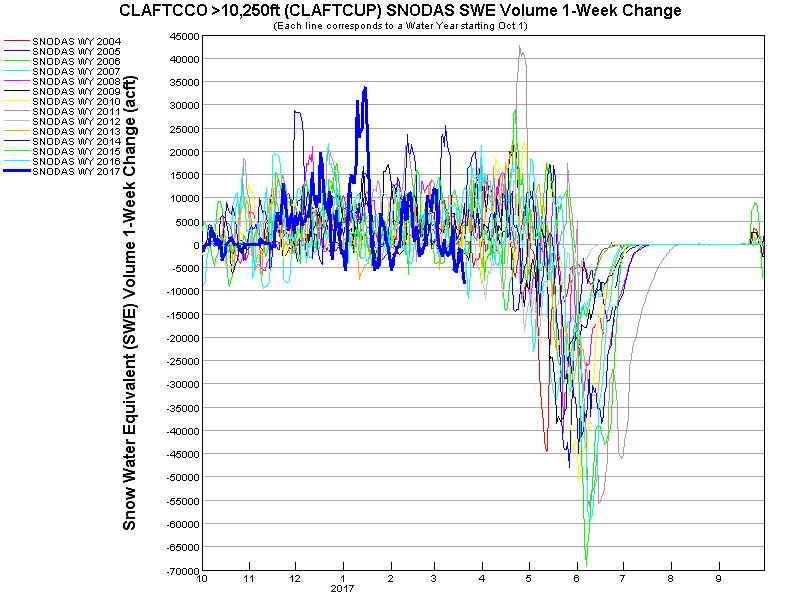 CLAFTCCO >10,250ft (CLAFTCUP) SNODAS SWE Volume 1-Week Change
(Each line corresponds to a Water Year starting Oct 1)
SNODAS WY 2004
SNODAS WY 2005
SNODAS WY 2006
SNODAS WY 2007
SNODAS WY 2008
SNODAS WY 2009
SNODAS WY 2010
SNODAS WY 2011
SNODAS WY 2012
SNODAS WY 2013
SNODAS WY 2014
SNODAS WY 2015
SNODAS WY 2016
SNODAS WY 2017
Snow Water Equivalent (SWE) Volume 1-Week Change (acft)
45000
40000
35000
30000
25000
20000
15000
10000
5000
0
-5000
-10000
-15000
-20000
-25000
-30000
-35000
-40000
-45000
-50000
-55000
-60000
-65000
-70000
10 11 12 1 2 3 4 5 6 7 8 9
2017